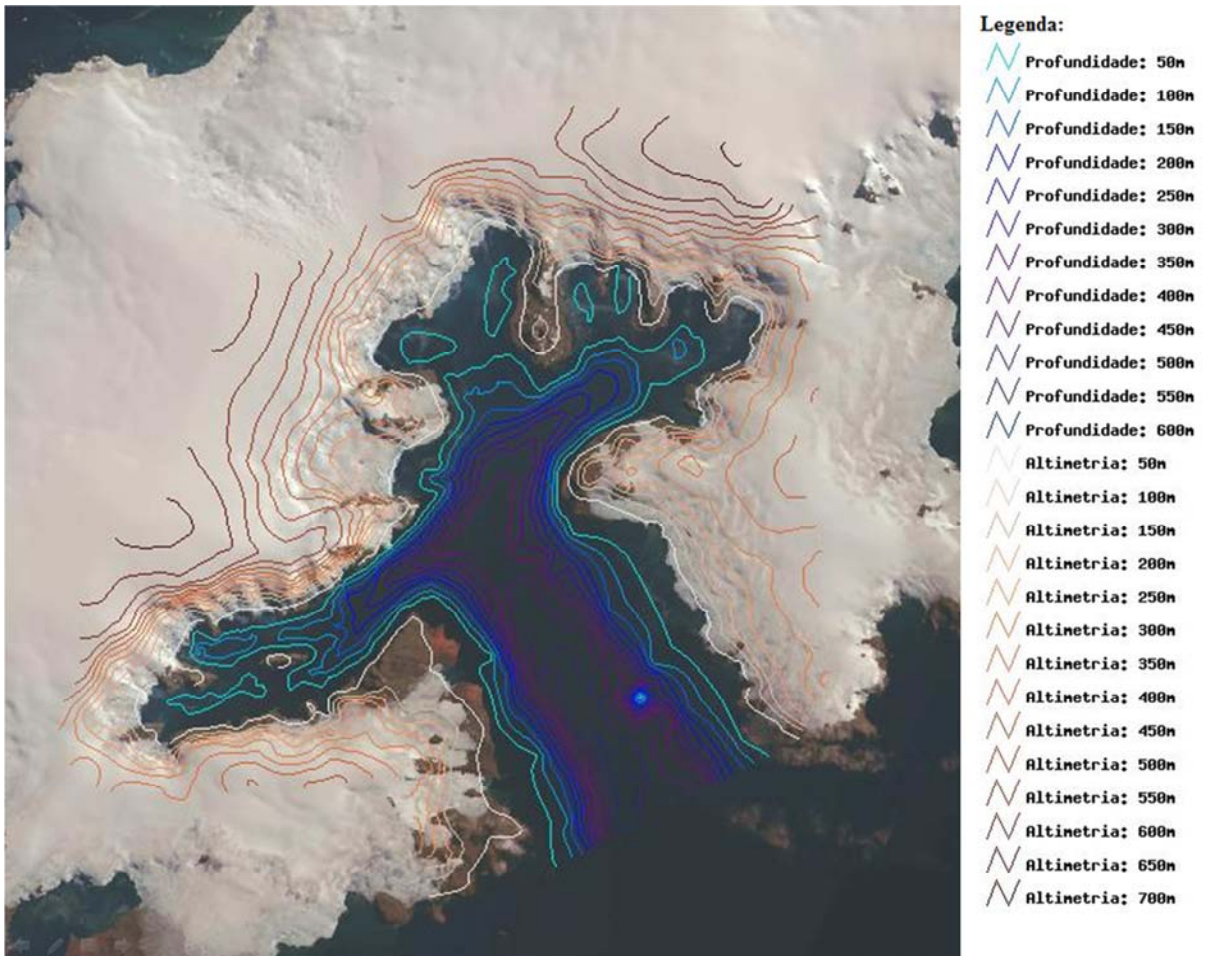 Legenda:
Profundidade: 50m
Profundidade: 100m
Profundidade: 150m
Profundidade: 200m
Profundidade: 250m
Profundidade: 300m
Profundidade: 350m
Profundidade: 400m
Profundidade: 450m
Profundidade: 500m
Profundidade: 550m
Profundidade: 600m
Altimetria: 50m
Altimetria: 100m
Altimetria: 150m
Altimetria: 200m
Altimetria: 250m
Altimetria: 300m
Altimetria: 350m
Altimetria: 400m
Altimetria: 450m
Altimetria: 500m
Altimetria: 550m
Altimetria: 600m
Altimetria: 650m
Altimetria: 700m